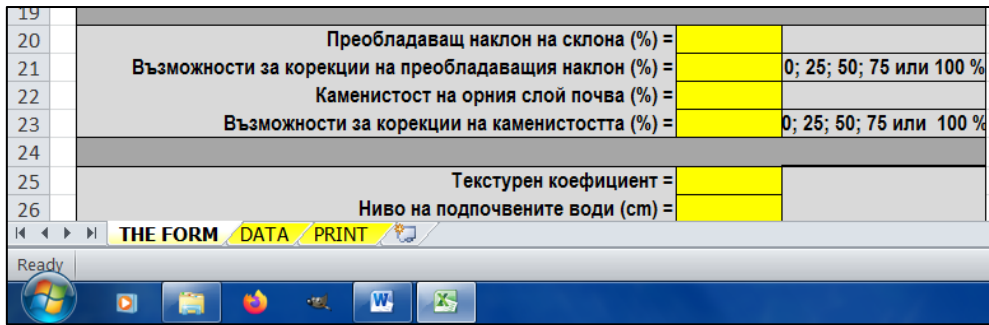 19
20 Преобладаващ наклон на склона (%) =
21 Възможности за корекции на преобладаващия наклон (%) = 0; 25; 50; 75 или 100 %
22 Каменистост на орния слой почва (%) =
23 Възможности за корекции на каменистостта (%) = 0; 25; 50; 75 или 100 %
24
25 Текстурен коефициент =
26 Ниво на подпочвените води (cm) =
THE FORM DATA PRINT
Ready